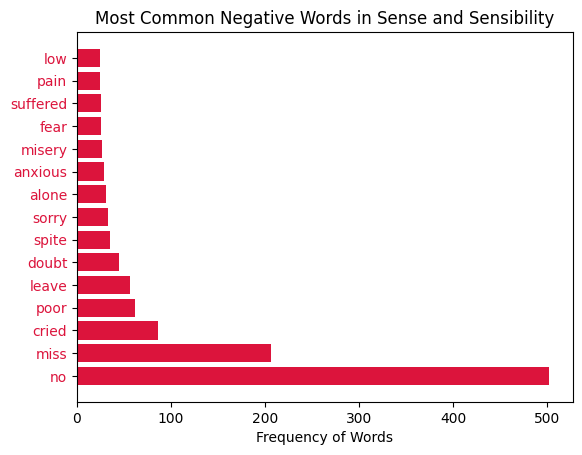 Most Common Negative Words in Sense and Sensibility
low
pain
suffered
fear
misery
anxious
alone
sorry
spite
doubt
leave
poor
cried
miss
no
0 100 200 300 400 500
Frequency of Words